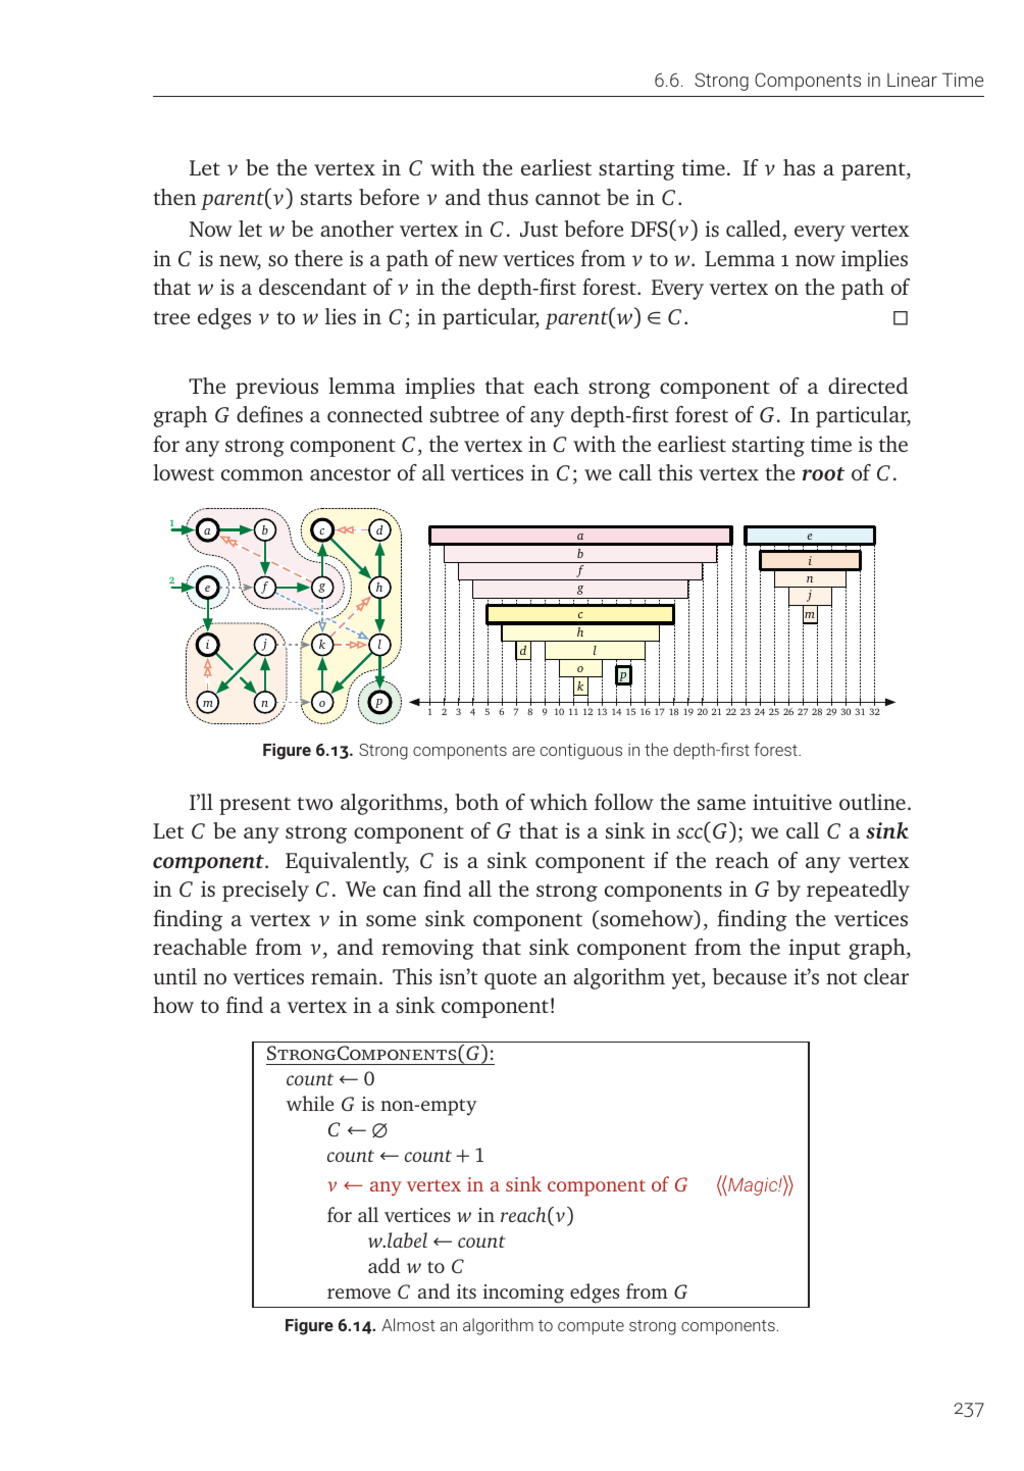 6.6. Strong Components in Linear Time
Let v be the vertex in C with the earliest starting time. If v has a parent,
then parent(v) starts before v and thus cannot be in C.
Now let w be another vertex in C. Just before DFS(v) is called, every vertex
in C is new, so there is a path of new vertices from v to w. Lemma 1 now implies
that w is a descendant of v in the depth-first forest. Every vertex on the path of
tree edges v to w lies in C; in particular, parent(w) ∈ C. □
The previous lemma implies that each strong component of a directed
graph G defines a connected subtree of any depth-first forest of G. In particular,
for any strong component C, the vertex in C with the earliest starting time is the
lowest common ancestor of all vertices in C; we call this vertex the root of C.
1 a b c d
2 e f g h
i j k l
m n o p
a e
b i
f n
g j
c m
h
d l
o p
k
1 2 3 4 5 6 7 8 9 10 11 12 13 14 15 16 17 18 19 20 21 22 23 24 25 26 27 28 29 30 31 32
Figure 6.13. Strong components are contiguous in the depth-first forest.
I'll present two algorithms, both of which follow the same intuitive outline.
Let C be any strong component of G that is a sink in scc(G); we call C a sink
component. Equivalently, C is a sink component if the reach of any vertex
in C is precisely C. We can find all the strong components in G by repeatedly
finding a vertex v in some sink component (somehow), finding the vertices
reachable from v, and removing that sink component from the input graph,
until no vertices remain. This isn't quote an algorithm yet, because it's not clear
how to find a vertex in a sink component!
STRONGCOMPONENTS(G):
count ← 0
while G is non-empty
C ← ∅
count ← count + 1
v ← any vertex in a sink component of G ⟨⟨Magic!⟩⟩
for all vertices w in reach(v)
w.label ← count
add w to C
remove C and its incoming edges from G
Figure 6.14. Almost an algorithm to compute strong components.
237